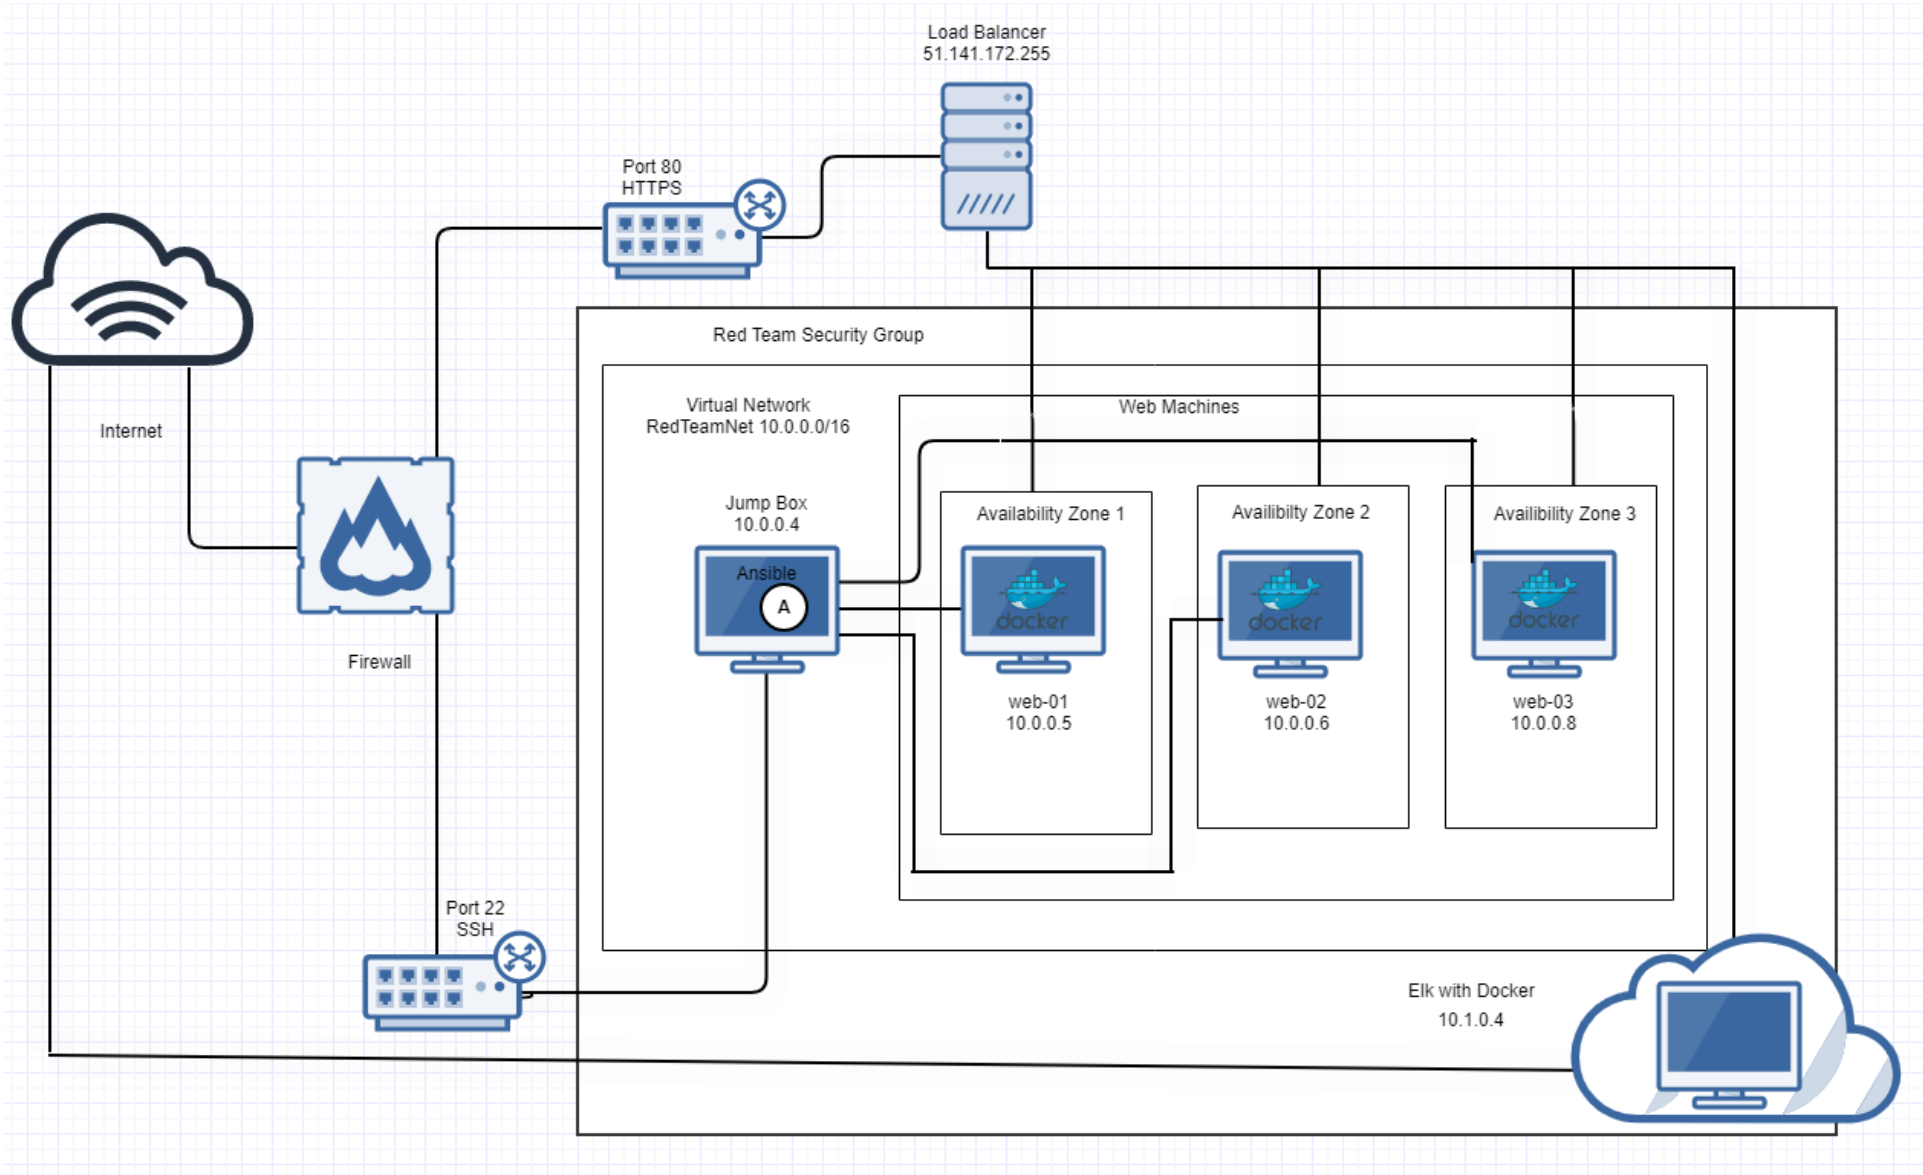 Load Balancer
51.141.172.255
Port 80
HTTPS
Red Team Security Group
Virtual Network
RedTeamNet 10.0.0.0/16
Web Machines
Internet
Jump Box
10.0.0.4
Ansible
A
Availability Zone 1
docker
web-01
10.0.0.5
Availibilty Zone 2
docker
web-02
10.0.0.6
Availibility Zone 3
docker
web-03
10.0.0.8
Firewall
Port 22
SSH
Elk with Docker
10.1.0.4